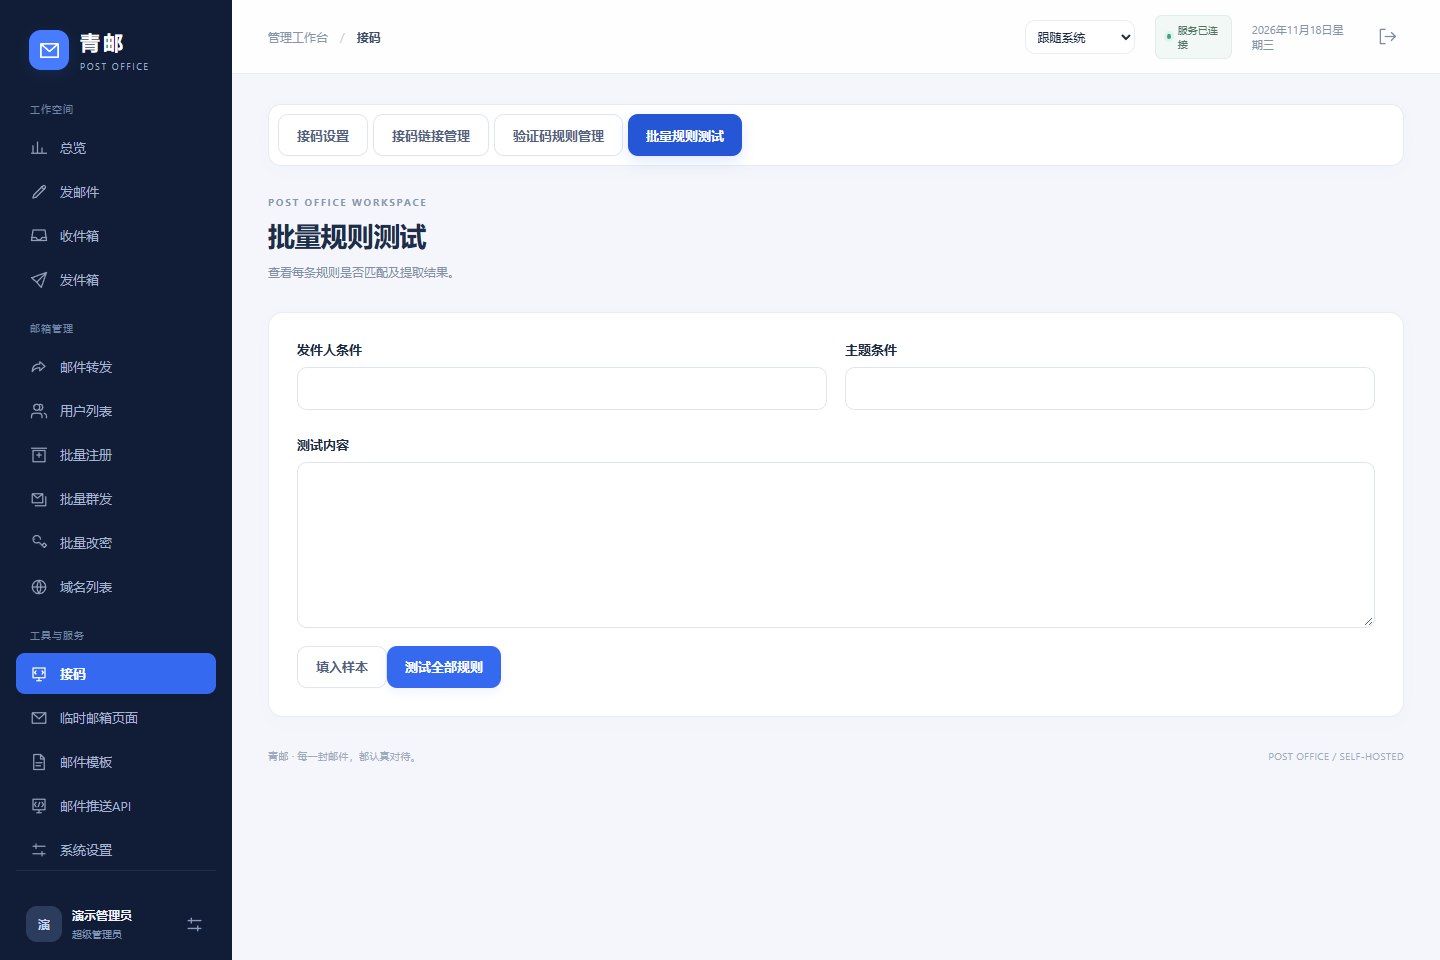 青邮
POST OFFICE
工作空间
总览
发邮件
收件箱
发件箱
邮箱管理
邮件转发
用户列表
批量注册
批量群发
批量改密
域名列表
工具与服务
接码
临时邮箱页面
邮件模板
邮件推送API
系统设置
演
演示管理员
超级管理员
管理工作台 / 接码
跟随系统
服务已连
接
2026年11月18日星
期三
接码设置
接码链接管理
验证码规则管理
批量规则测试
POST OFFICE WORKSPACE
批量规则测试
查看每条规则是否匹配及提取结果。
发件人条件
主题条件
测试内容
填入样本
测试全部规则
青邮 · 每一封邮件，都认真对待。
POST OFFICE / SELF-HOSTED